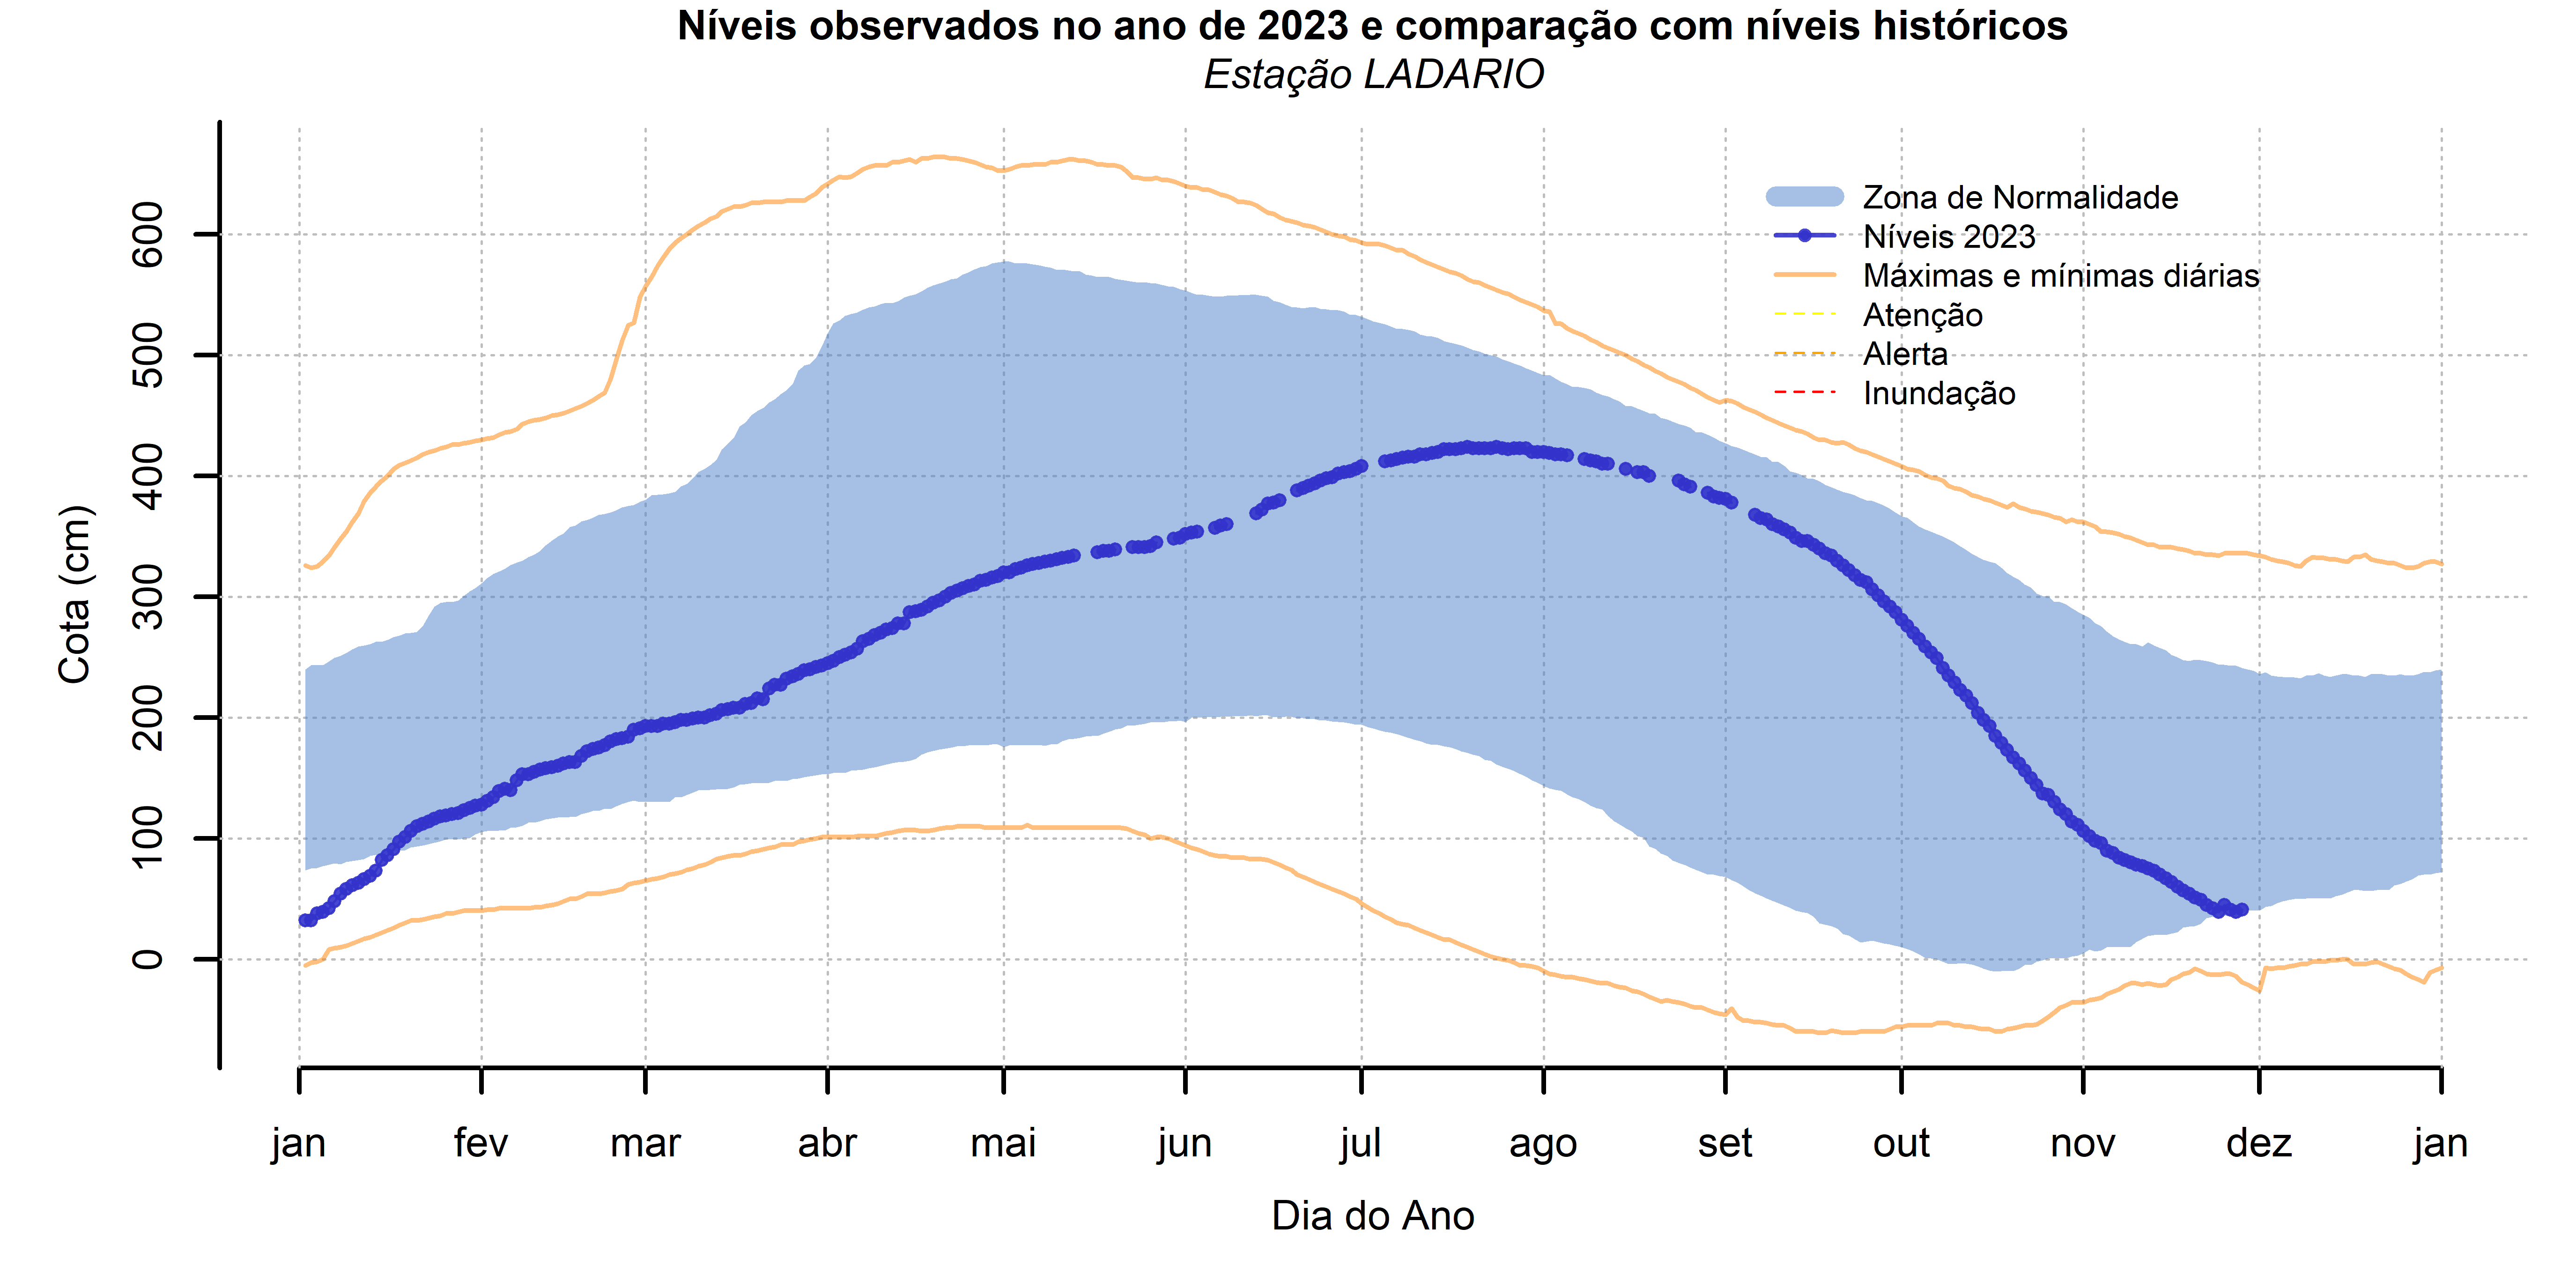 Níveis observados no ano de 2023 e comparação com níveis históricos
Estação LADARIO
Cota (cm)
600
500
400
300
200
100
0
Zona de Normalidade
Níveis 2023
Máximas e mínimas diárias
Atenção
Alerta
Inundação
jan fev mar abr mai jun jul ago set out nov dez jan
Dia do Ano